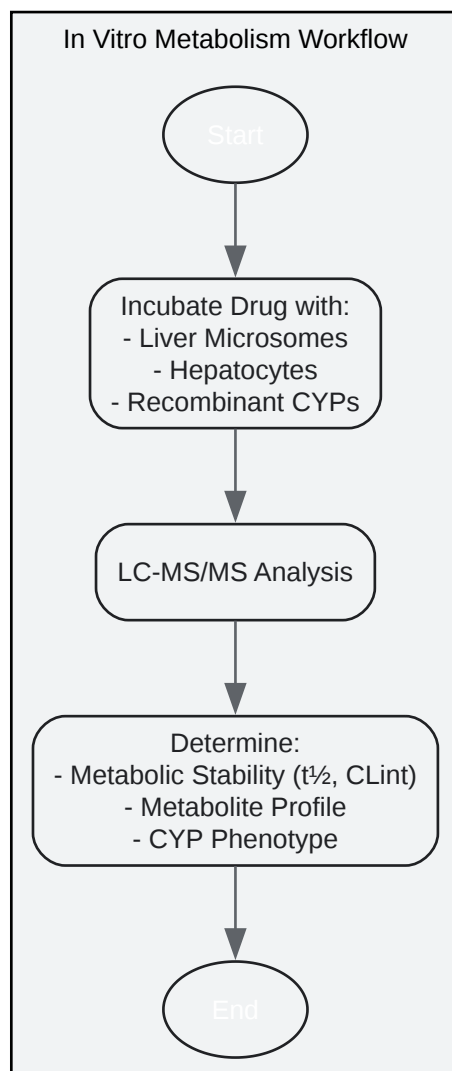 In Vitro Metabolism Workflow
Start
Incubate Drug with:
- Liver Microsomes
- Hepatocytes
- Recombinant CYPs
LC-MS/MS Analysis
Determine:
- Metabolic Stability (t½, CLint)
- Metabolite Profile
- CYP Phenotype
End